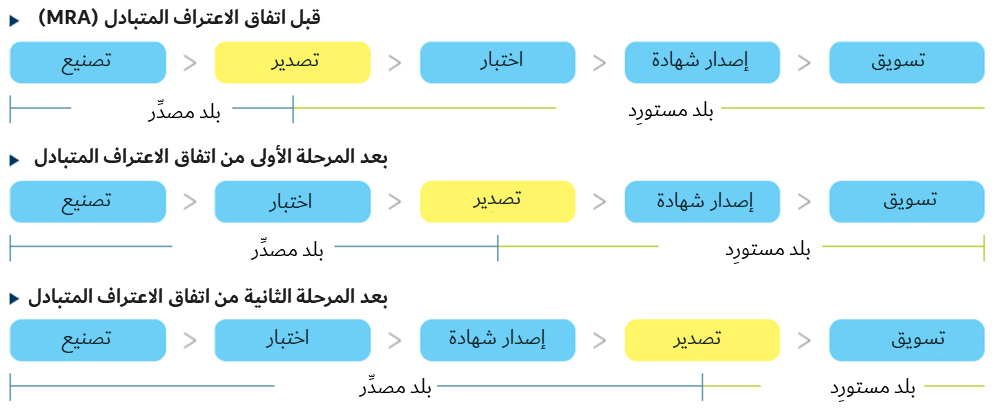 قبل اتفاق الاعتراف المتبادل (MRA)
تصنيع > تصدير > اختبار > إصدار شهادة > تسويق
بلد مصدِّر بلد مستورِد
بعد المرحلة الأولى من اتفاق الاعتراف المتبادل
تصنيع > اختبار > تصدير > إصدار شهادة > تسويق
بلد مصدِّر بلد مستورِد
بعد المرحلة الثانية من اتفاق الاعتراف المتبادل
تصنيع > اختبار > إصدار شهادة > تصدير > تسويق
بلد مصدِّر بلد مستورِد